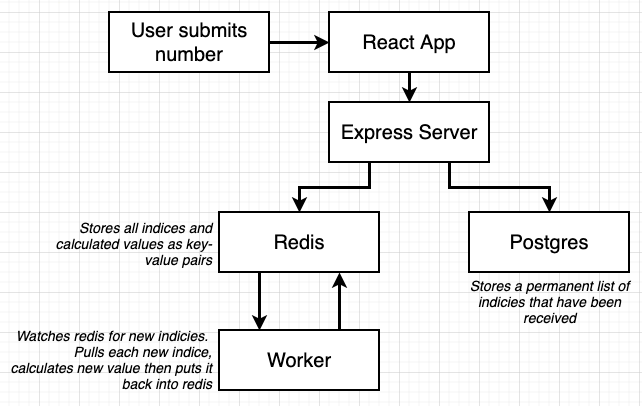 User submits
number
React App
Express Server
Stores all indices and
calculated values as key-
value pairs
Redis
Postgres
Stores a permanent list of
indicies that have been
received
Watches redis for new indicies.
Pulls each new indice,
calculates new value then puts it
back into redis
Worker